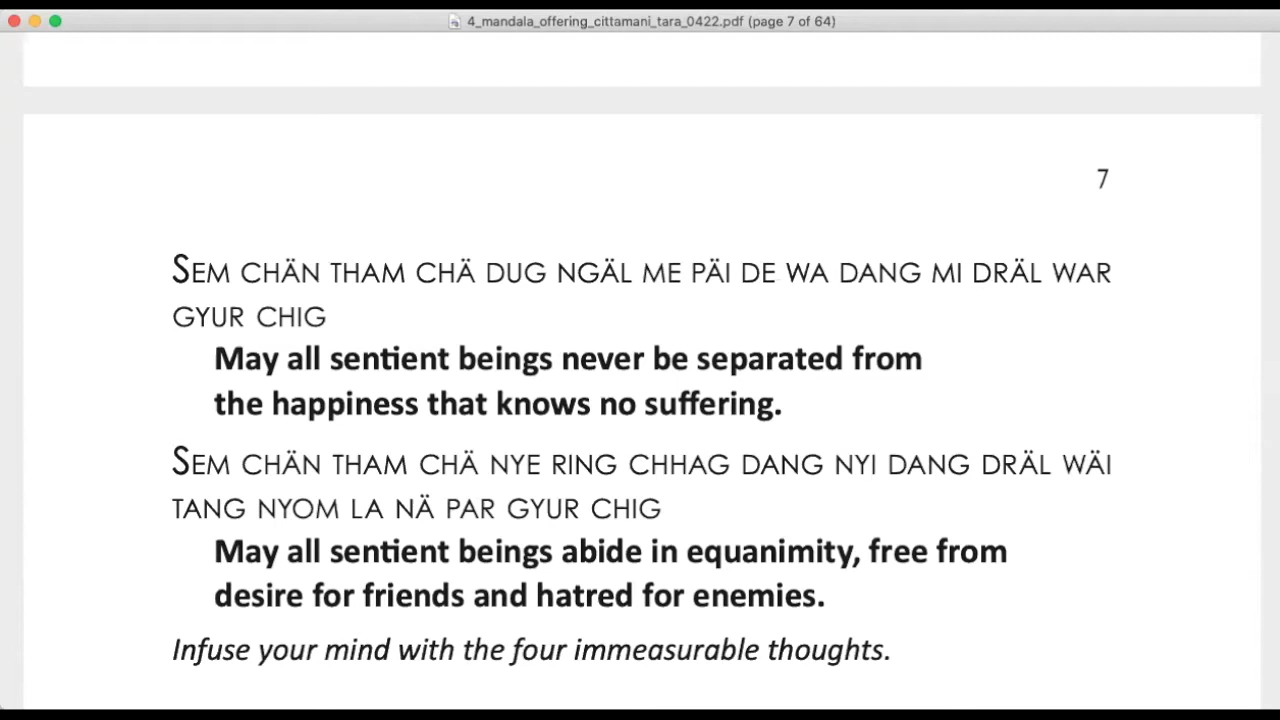 4_mandala_offering_cittamani_tara_0422.pdf (page 7 of 64)
7
SEM CHÄN THAM CHÄ DUG NGÄL ME PÄI DE WA DANG MI DRÄL WAR
GYUR CHIG
May all sentient beings never be separated from
the happiness that knows no suffering.
SEM CHÄN THAM CHÄ NYE RING CHHAG DANG NYI DANG DRÄL WÄI
TANG NYOM LA NÄ PAR GYUR CHIG
May all sentient beings abide in equanimity, free from
desire for friends and hatred for enemies.
Infuse your mind with the four immeasurable thoughts.